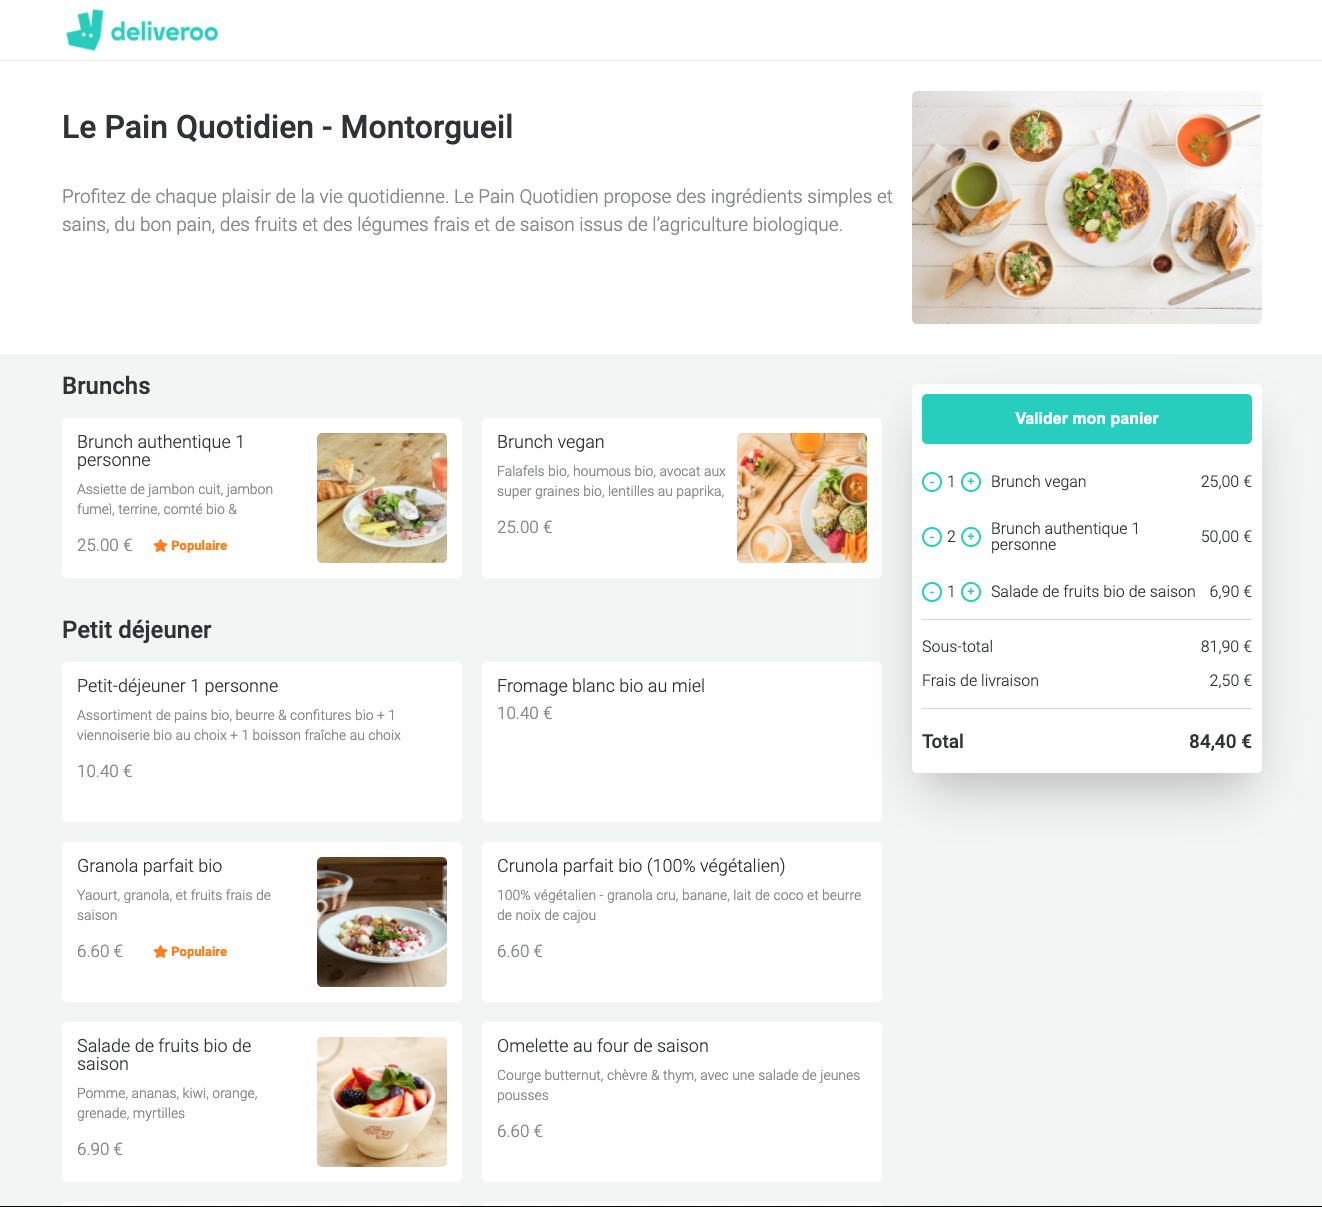 deliveroo
Le Pain Quotidien - Montorgueil
Profitez de chaque plaisir de la vie quotidienne. Le Pain Quotidien propose des ingrédients simples et
sains, du bon pain, des fruits et des légumes frais et de saison issus de l’agriculture biologique.
Brunchs
Brunch authentique 1
personne
Assiette de jambon cuit, jambon
fumeì, terrine, comté bio &
25.00 €
Populaire
Brunch vegan
Falafels bio, houmous bio, avocat aux
super graines bio, lentilles au paprika,
25.00 €
Petit déjeuner
Petit-déjeuner 1 personne
Assortiment de pains bio, beurre & confitures bio + 1
viennoiserie bio au choix + 1 boisson fraîche au choix
10.40 €
Fromage blanc bio au miel
10.40 €
Granola parfait bio
Yaourt, granola, et fruits frais de
saison
6.60 €
Populaire
Crunola parfait bio (100% végétalien)
100% végétalien - granola cru, banane, lait de coco et beurre
de noix de cajou
6.60 €
Salade de fruits bio de
saison
Pomme, ananas, kiwi, orange,
grenade, myrtilles
6.90 €
Omelette au four de saison
Courge butternut, chèvre & thym, avec une salade de jeunes
pousses
6.60 €
Valider mon panier
- 1 + Brunch vegan 25,00 €
- 2 + Brunch authentique 1
personne 50,00 €
- 1 + Salade de fruits bio de saison 6,90 €
Sous-total 81,90 €
Frais de livraison 2,50 €
Total 84,40 €